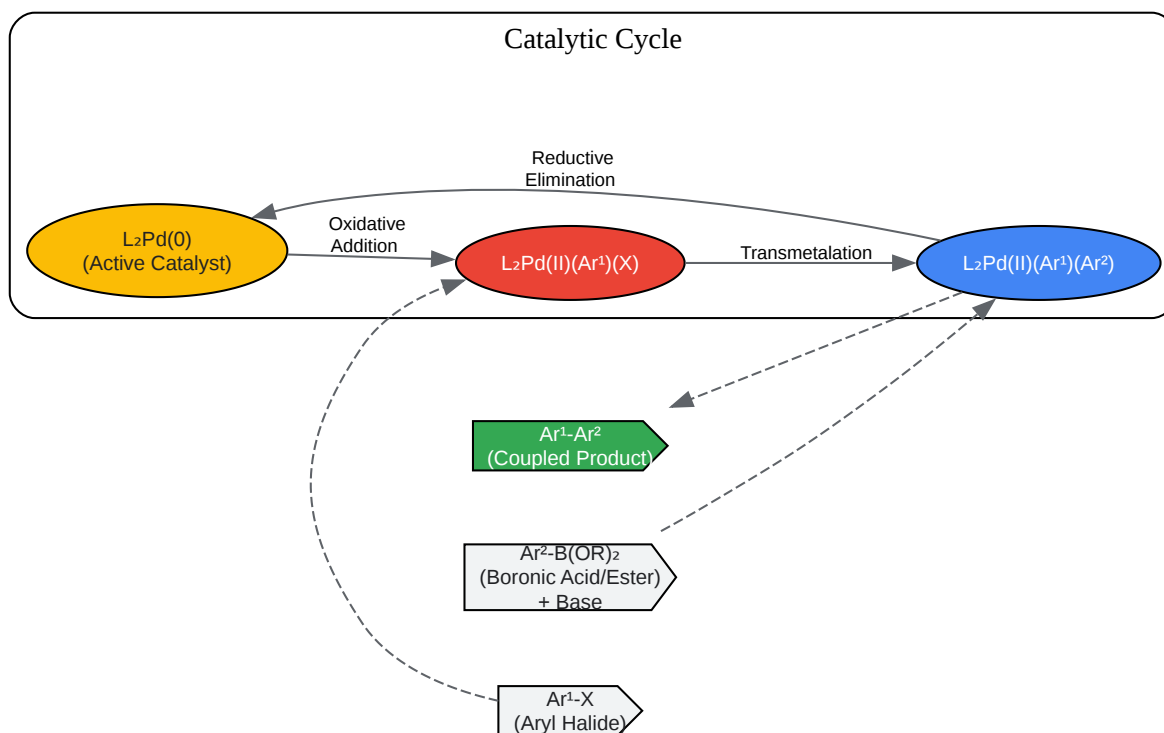 Catalytic Cycle
Reductive
Elimination
Oxidative
Addition
L₂Pd(0)
(Active Catalyst)
L₂Pd(II)(Ar¹)(X)
Transmetalation
L₂Pd(II)(Ar¹)(Ar²)
Ar¹-Ar²
(Coupled Product)
Ar²-B(OR)₂
(Boronic Acid/Ester)
+ Base
Ar¹-X
(Aryl Halide)